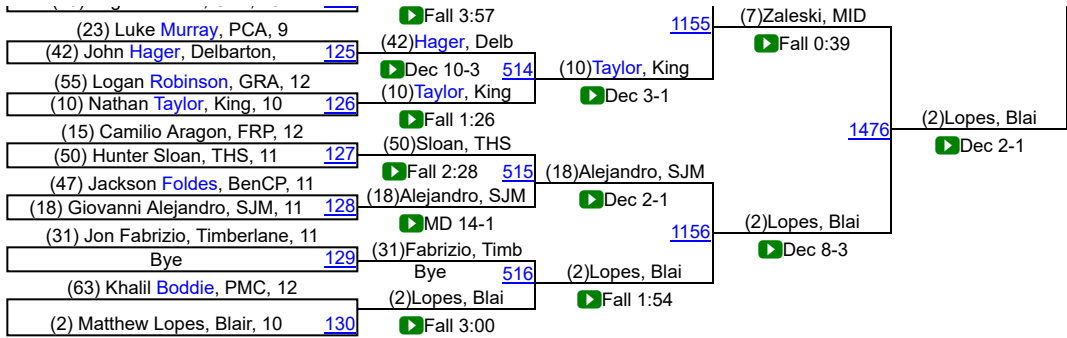 Fall 3:57
(23) Luke Murray, PCA, 9
(42) John Hager, Delbarton, 125
(42)Hager, Delb
Dec 10-3 514
(55) Logan Robinson, GRA, 12
(10) Nathan Taylor, King, 10 126
(10)Taylor, King
Fall 1:26
(15) Camilio Aragon, FRP, 12
(50) Hunter Sloan, THS, 11 127
(50)Sloan, THS
Fall 2:28 515
(47) Jackson Foldes, BenCP, 11
(18) Giovanni Alejandro, SJM, 11 128
(18)Alejandro, SJM
MD 14-1
(31) Jon Fabrizio, Timberlane, 11
Bye 129
(31)Fabrizio, Timb
Bye 516
(63) Khalil Boddie, PMC, 12
(2) Matthew Lopes, Blair, 10 130
(2)Lopes, Blai
Fall 3:00
1155
(10)Taylor, King
Dec 3-1
(18)Alejandro, SJM
Dec 2-1
1156
(2)Lopes, Blai
Fall 1:54
(7)Zaleski, MID
Fall 0:39
1476
(2)Lopes, Blai
Dec 8-3
(2)Lopes, Blai
Dec 2-1